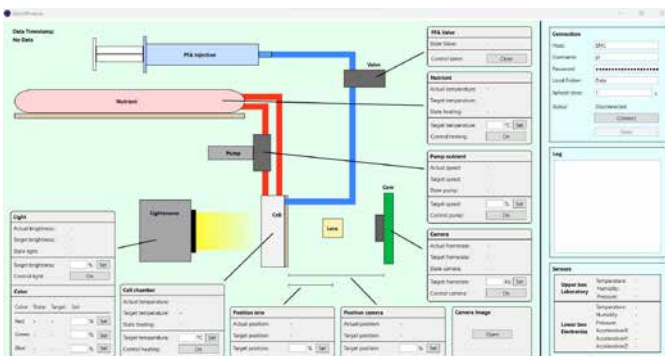 Data Timestamp:
No Data
PFA Injection
Valve
Nutrient
Pump
Lightsource
Cell
Lens
Cam
PFA Valve
State Valve:
Control Valve:
Close
Nutrient
Actual temperature:
Target temperature:
State heating:
Target temperature:
°C
Set
Control heating:
On
Pump nutrient
Actual speed:
Target speed:
State pump:
Target speed:
%
Set
Control pump:
On
Camera
Actual framerate:
Target framerate:
State camera:
Target framerate:
Hz
Set
Control camera:
On
Camera Image
Open
Light
Actual brightness:
Target brightness:
State light:
Target brightness:
%
Set
Control light:
On
Color
Color State Target Set
Red: - - % Set
Green: - - % Set
Blue: - - % Set
Cell chamber
Actual temperature:
Target temperature:
State heating:
Target temperature:
°C
Set
Control heating:
On
Position lens
Actual position:
Target position:
Target position:
%
Set
Position camera
Actual position:
Target position:
Target position:
%
Set
Connection
Host:
Username:
pi
Password:
Local Folder:
Data
Refresh time:
1
s
Status:
Disconnected
Connect
Log
Sensors
Upper box
Laboratory
Temperature:
Humidity:
Pressure:
Lower box
Electronics
Temperature:
Humidity:
Pressure:
AccelerationX:
AccelerationY:
AccelerationZ: